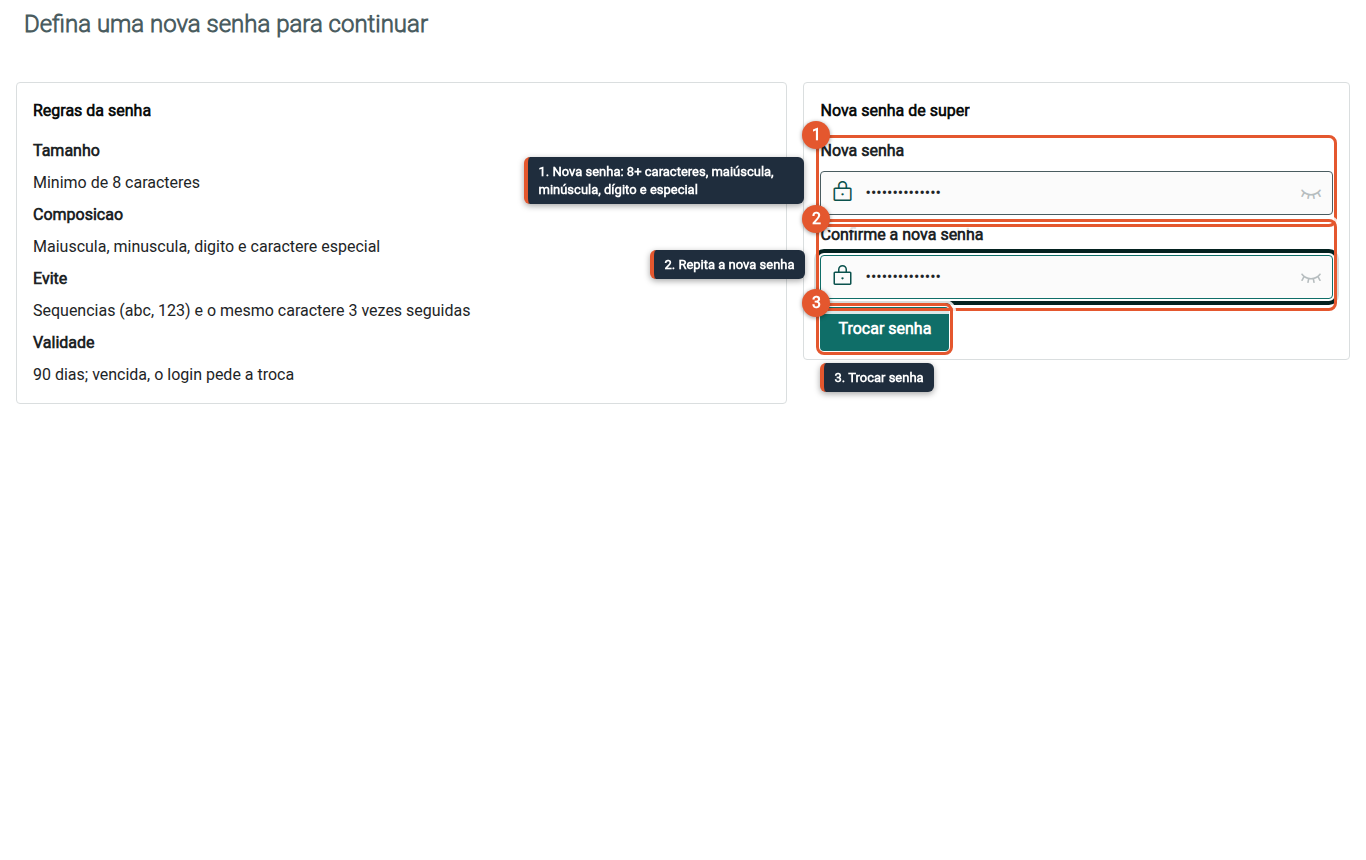 Defina uma nova senha para continuar
Regras da senha
Tamanho
Minimo de 8 caracteres
Composicao
Maiuscula, minuscula, digito e caractere especial
Evite
Sequencias (abc, 123) e o mesmo caractere 3 vezes seguidas
Validade
90 dias; vencida, o login pede a troca
Nova senha de super
1
Nova senha
1. Nova senha: 8+ caracteres, maiúscula,
minúscula, dígito e especial
••••••••••••••
2
Confirme a nova senha
2. Repita a nova senha
••••••••••••••
3
Trocar senha
3. Trocar senha